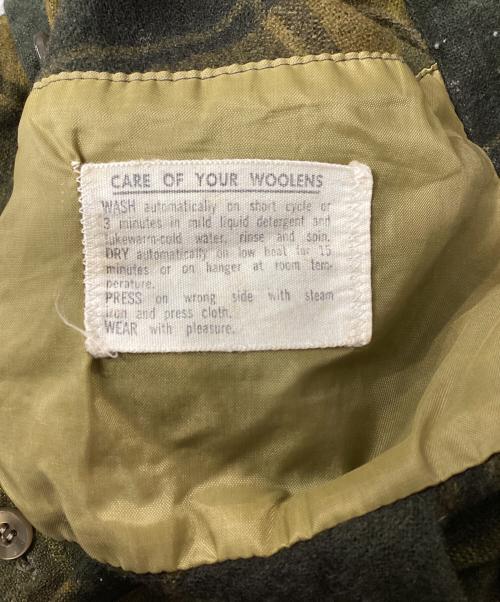 CARE OF YOUR WOOLENS
WASH automatically on short cycle or
3 minutes in mild liquid detergent and
lukewarm-cold water, rinse and spin.
DRY automatically on low heat for 15
minutes or on hanger at room tem-
perature.
PRESS on wrong side with steam
iron and press cloth.
WEAR with pleasure.